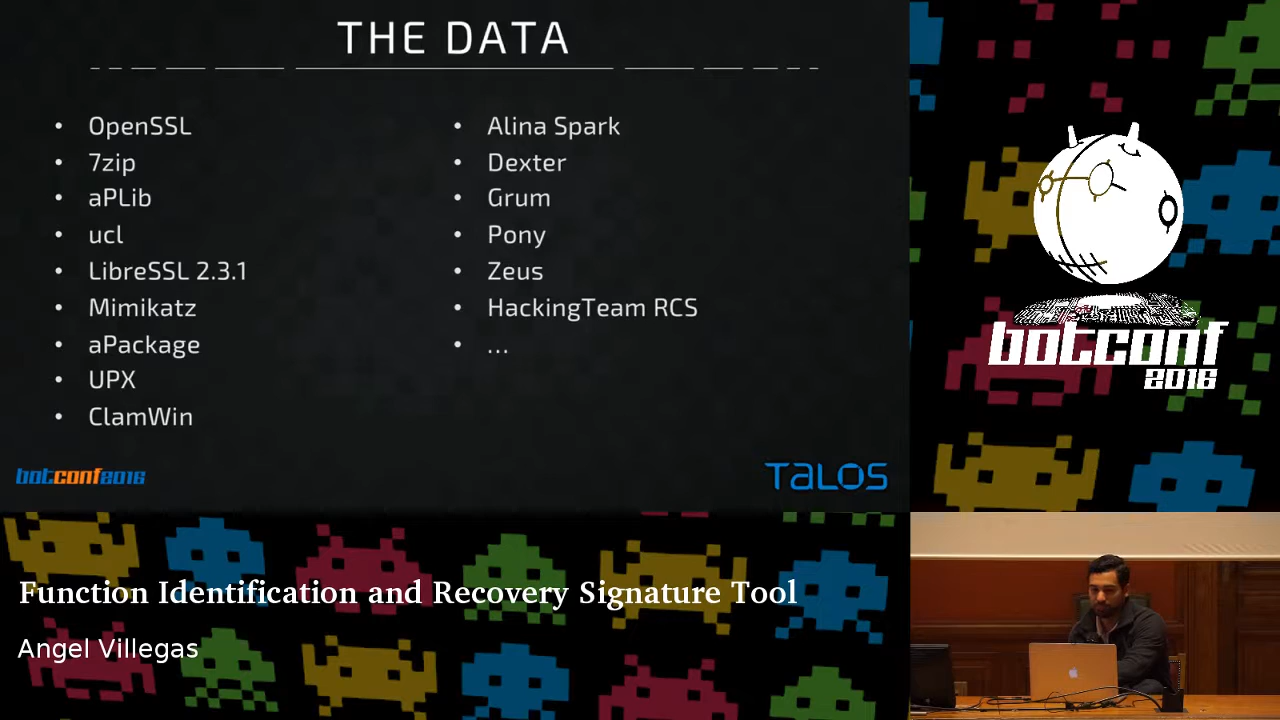 THE DATA
• OpenSSL
• 7zip
• aPLib
• ucl
• LibreSSL 2.3.1
• Mimikatz
• aPackage
• UPX
• ClamWin
• Alina Spark
• Dexter
• Grum
• Pony
• Zeus
• HackingTeam RCS
• ...
botconf2016
TALOS
botconf
2016
Function Identification and Recovery Signature Tool
Angel Villegas